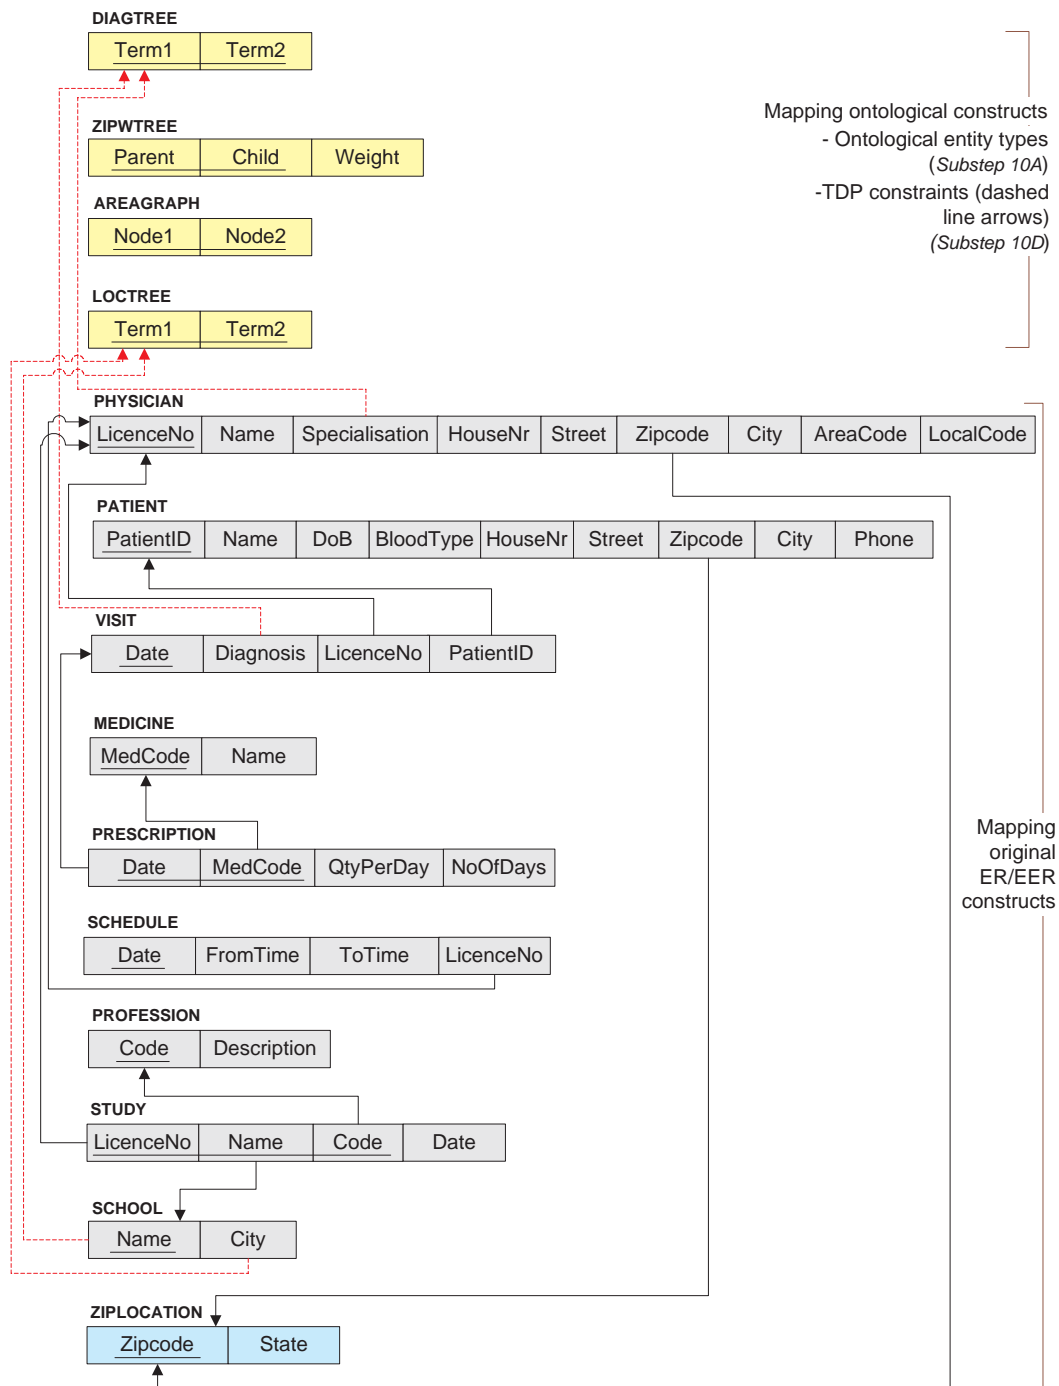 DIAGTREE
Term1 Term2
ZIPWTREE
Parent Child Weight
AREAGRAPH
Node1 Node2
LOCTREE
Term1 Term2
Mapping ontological constructs
- Ontological entity types
(Substep 10A)
-TDP constraints (dashed
line arrows)
(Substep 10D)
PHYSICIAN
LicenceNo Name Specialisation HouseNr Street Zipcode City AreaCode LocalCode
PATIENT
PatientID Name DoB BloodType HouseNr Street Zipcode City Phone
VISIT
Date Diagnosis LicenceNo PatientID
MEDICINE
MedCode Name
PRESCRIPTION
Date MedCode QtyPerDay NoOfDays
SCHEDULE
Date FromTime ToTime LicenceNo
PROFESSION
Code Description
STUDY
LicenceNo Name Code Date
SCHOOL
Name City
ZIPLOCATION
Zipcode State
Mapping
original
ER/EER
constructs